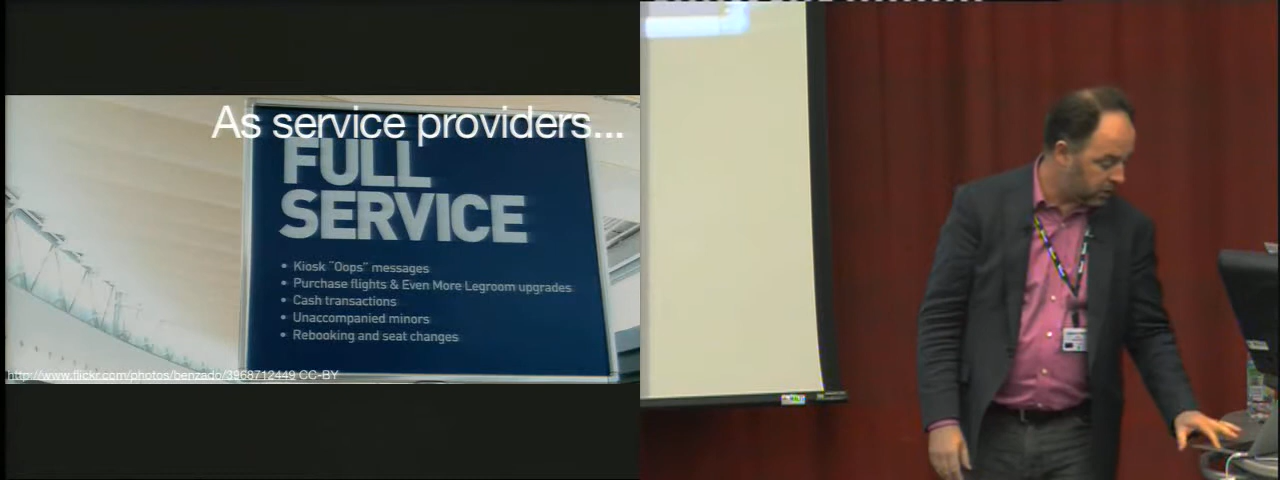 As service providers...
FULL
SERVICE
• Kiosk "Oops" messages
• Purchase flights & Even More Legroom upgrades
• Cash transactions
• Unaccompanied minors
• Rebooking and seat changes
http://www.flickr.com/photos/benzado/3968712449 CC-BY